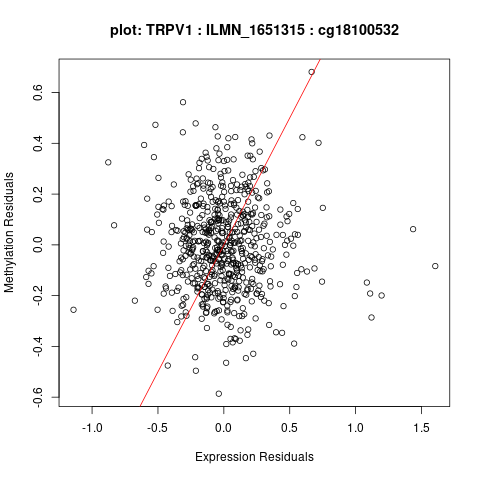 plot: TRPV1 : ILMN_1651315 : cg18100532
Methylation Residuals
0.6
0.4
0.2
0.0
-0.2
-0.4
-0.6
-1.0 -0.5 0.0 0.5 1.0 1.5
Expression Residuals